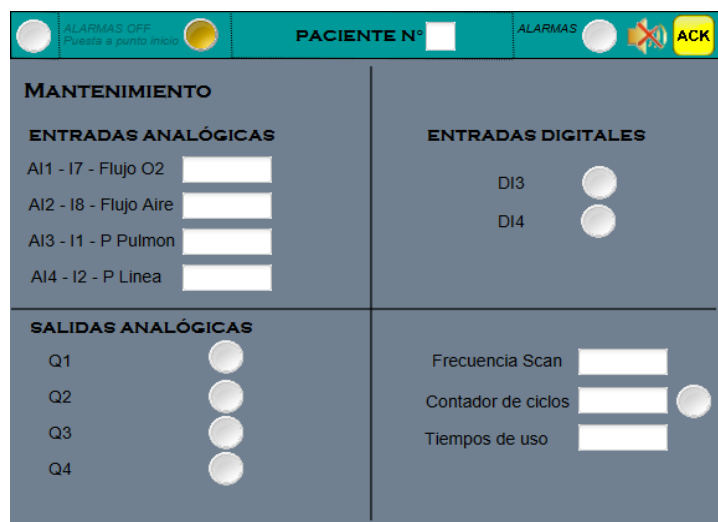 ALARMAS OFF
Puesta a punto inicio
PACIENTE N°
ALARMAS
ACK
MANTENIMIENTO
ENTRADAS ANALÓGICAS
AI1 - I7 - Flujo O2
AI2 - I8 - Flujo Aire
AI3 - I1 - P Pulmon
AI4 - I2 - P Linea
ENTRADAS DIGITALES
DI3
DI4
SALIDAS ANALÓGICAS
Q1
Q2
Q3
Q4
Frecuencia Scan
Contador de ciclos
Tiempos de uso